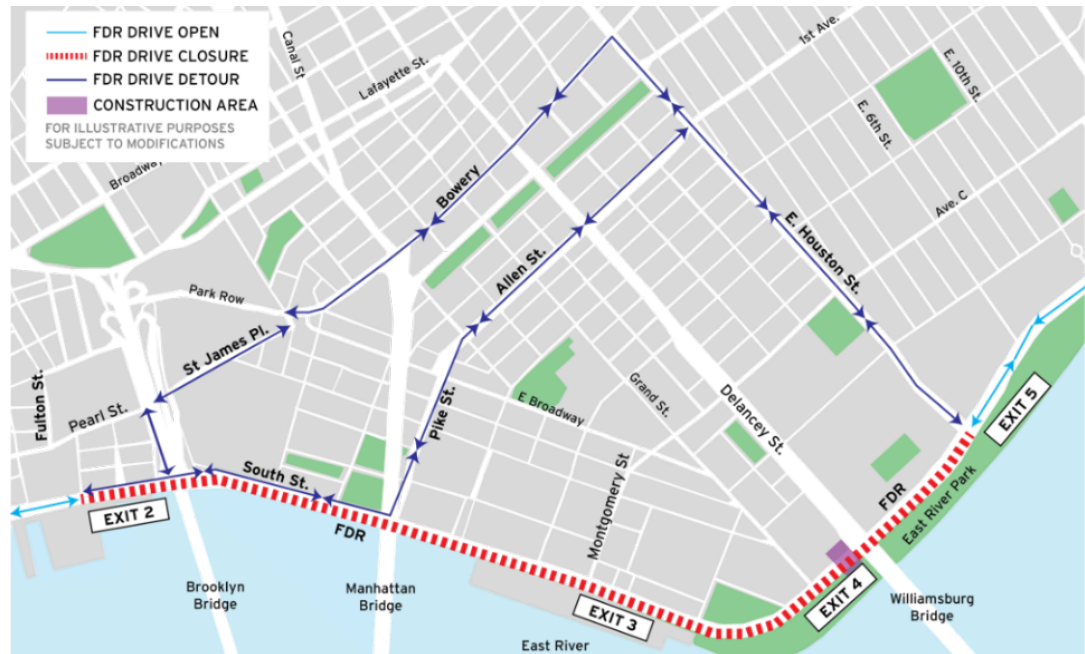 FDR DRIVE OPEN
FDR DRIVE CLOSURE
FDR DRIVE DETOUR
CONSTRUCTION AREA
FOR ILLUSTRATIVE PURPOSES
SUBJECT TO MODIFICATIONS
Canal St
Lafayette St.
1st Ave.
E. 10th St.
E. 6th St.
Broadway
Bowery
Ave. C
Allen St.
E. Houston St.
Park Row
St James Pl.
Fulton St.
Pearl St.
Pike St.
E Broadway
Grand St.
Delancey St.
EXIT 5
South St.
Montgomery St
FDR
East River Park
EXIT 2
FDR
Brooklyn
Bridge
Manhattan
Bridge
EXIT 3
EXIT 4
Williamsburg
Bridge
East River